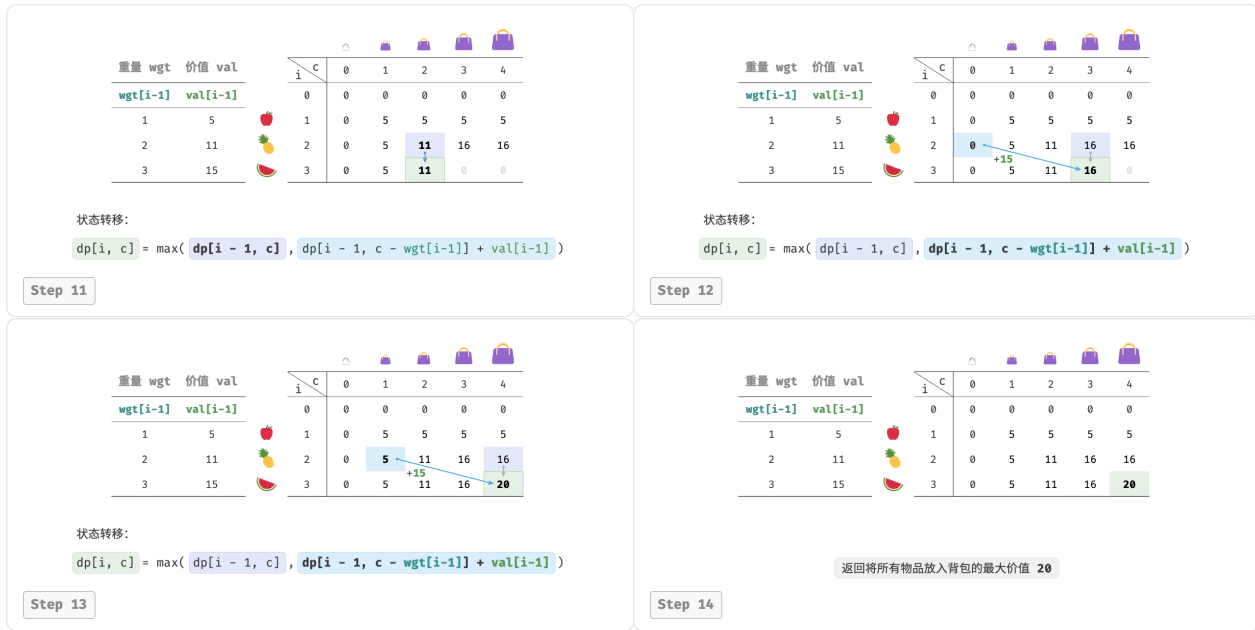 重量 wgt 价值 val
c
i
0 1 2 3 4
wgt[i-1] val[i-1]
0 0 0 0 0 0
1 5 1 0 5 5 5 5
2 11 2 0 5 11 16 16
3 15 3 0 5 11 0 0
状态转移:
dp[i, c] = max( dp[i - 1, c] , dp[i - 1, c - wgt[i-1]] + val[i-1] )
Step 11
重量 wgt 价值 val
c
i
0 1 2 3 4
wgt[i-1] val[i-1]
0 0 0 0 0 0
1 5 1 0 5 5 5 5
2 11 2 0 5 11 16 16
+15
3 15 3 0 5 11 16 0
状态转移:
dp[i, c] = max( dp[i - 1, c] , dp[i - 1, c - wgt[i-1]] + val[i-1] )
Step 12
重量 wgt 价值 val
c
i
0 1 2 3 4
wgt[i-1] val[i-1]
0 0 0 0 0 0
1 5 1 0 5 5 5 5
2 11 2 0 5 11 16 16
+15
3 15 3 0 5 11 16 20
状态转移:
dp[i, c] = max( dp[i - 1, c] , dp[i - 1, c - wgt[i-1]] + val[i-1] )
Step 13
重量 wgt 价值 val
c
i
0 1 2 3 4
wgt[i-1] val[i-1]
0 0 0 0 0 0
1 5 1 0 5 5 5 5
2 11 2 0 5 11 16 16
3 15 3 0 5 11 16 20
返回将所有物品放入背包的最大价值 20
Step 14